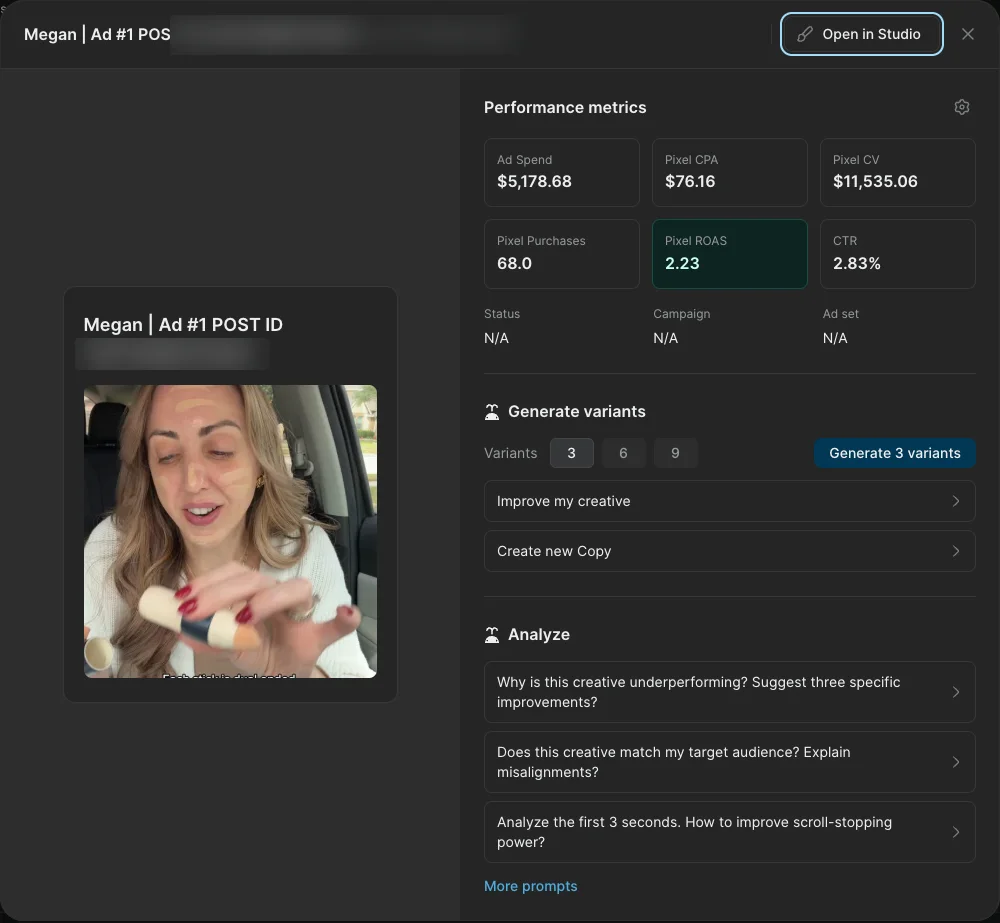 Megan | Ad #1 POS
Open in Studio
Megan | Ad #1 POST ID
Performance metrics
Ad Spend
$5,178.68
Pixel CPA
$76.16
Pixel CV
$11,535.06
Pixel Purchases
68.0
Pixel ROAS
2.23
CTR
2.83%
Status
N/A
Campaign
N/A
Ad set
N/A
Generate variants
Variants
3
6
9
Generate 3 variants
Improve my creative
Create new Copy
Analyze
Why is this creative underperforming? Suggest three specific
improvements?
Does this creative match my target audience? Explain
misalignments?
Analyze the first 3 seconds. How to improve scroll-stopping
power?
More prompts